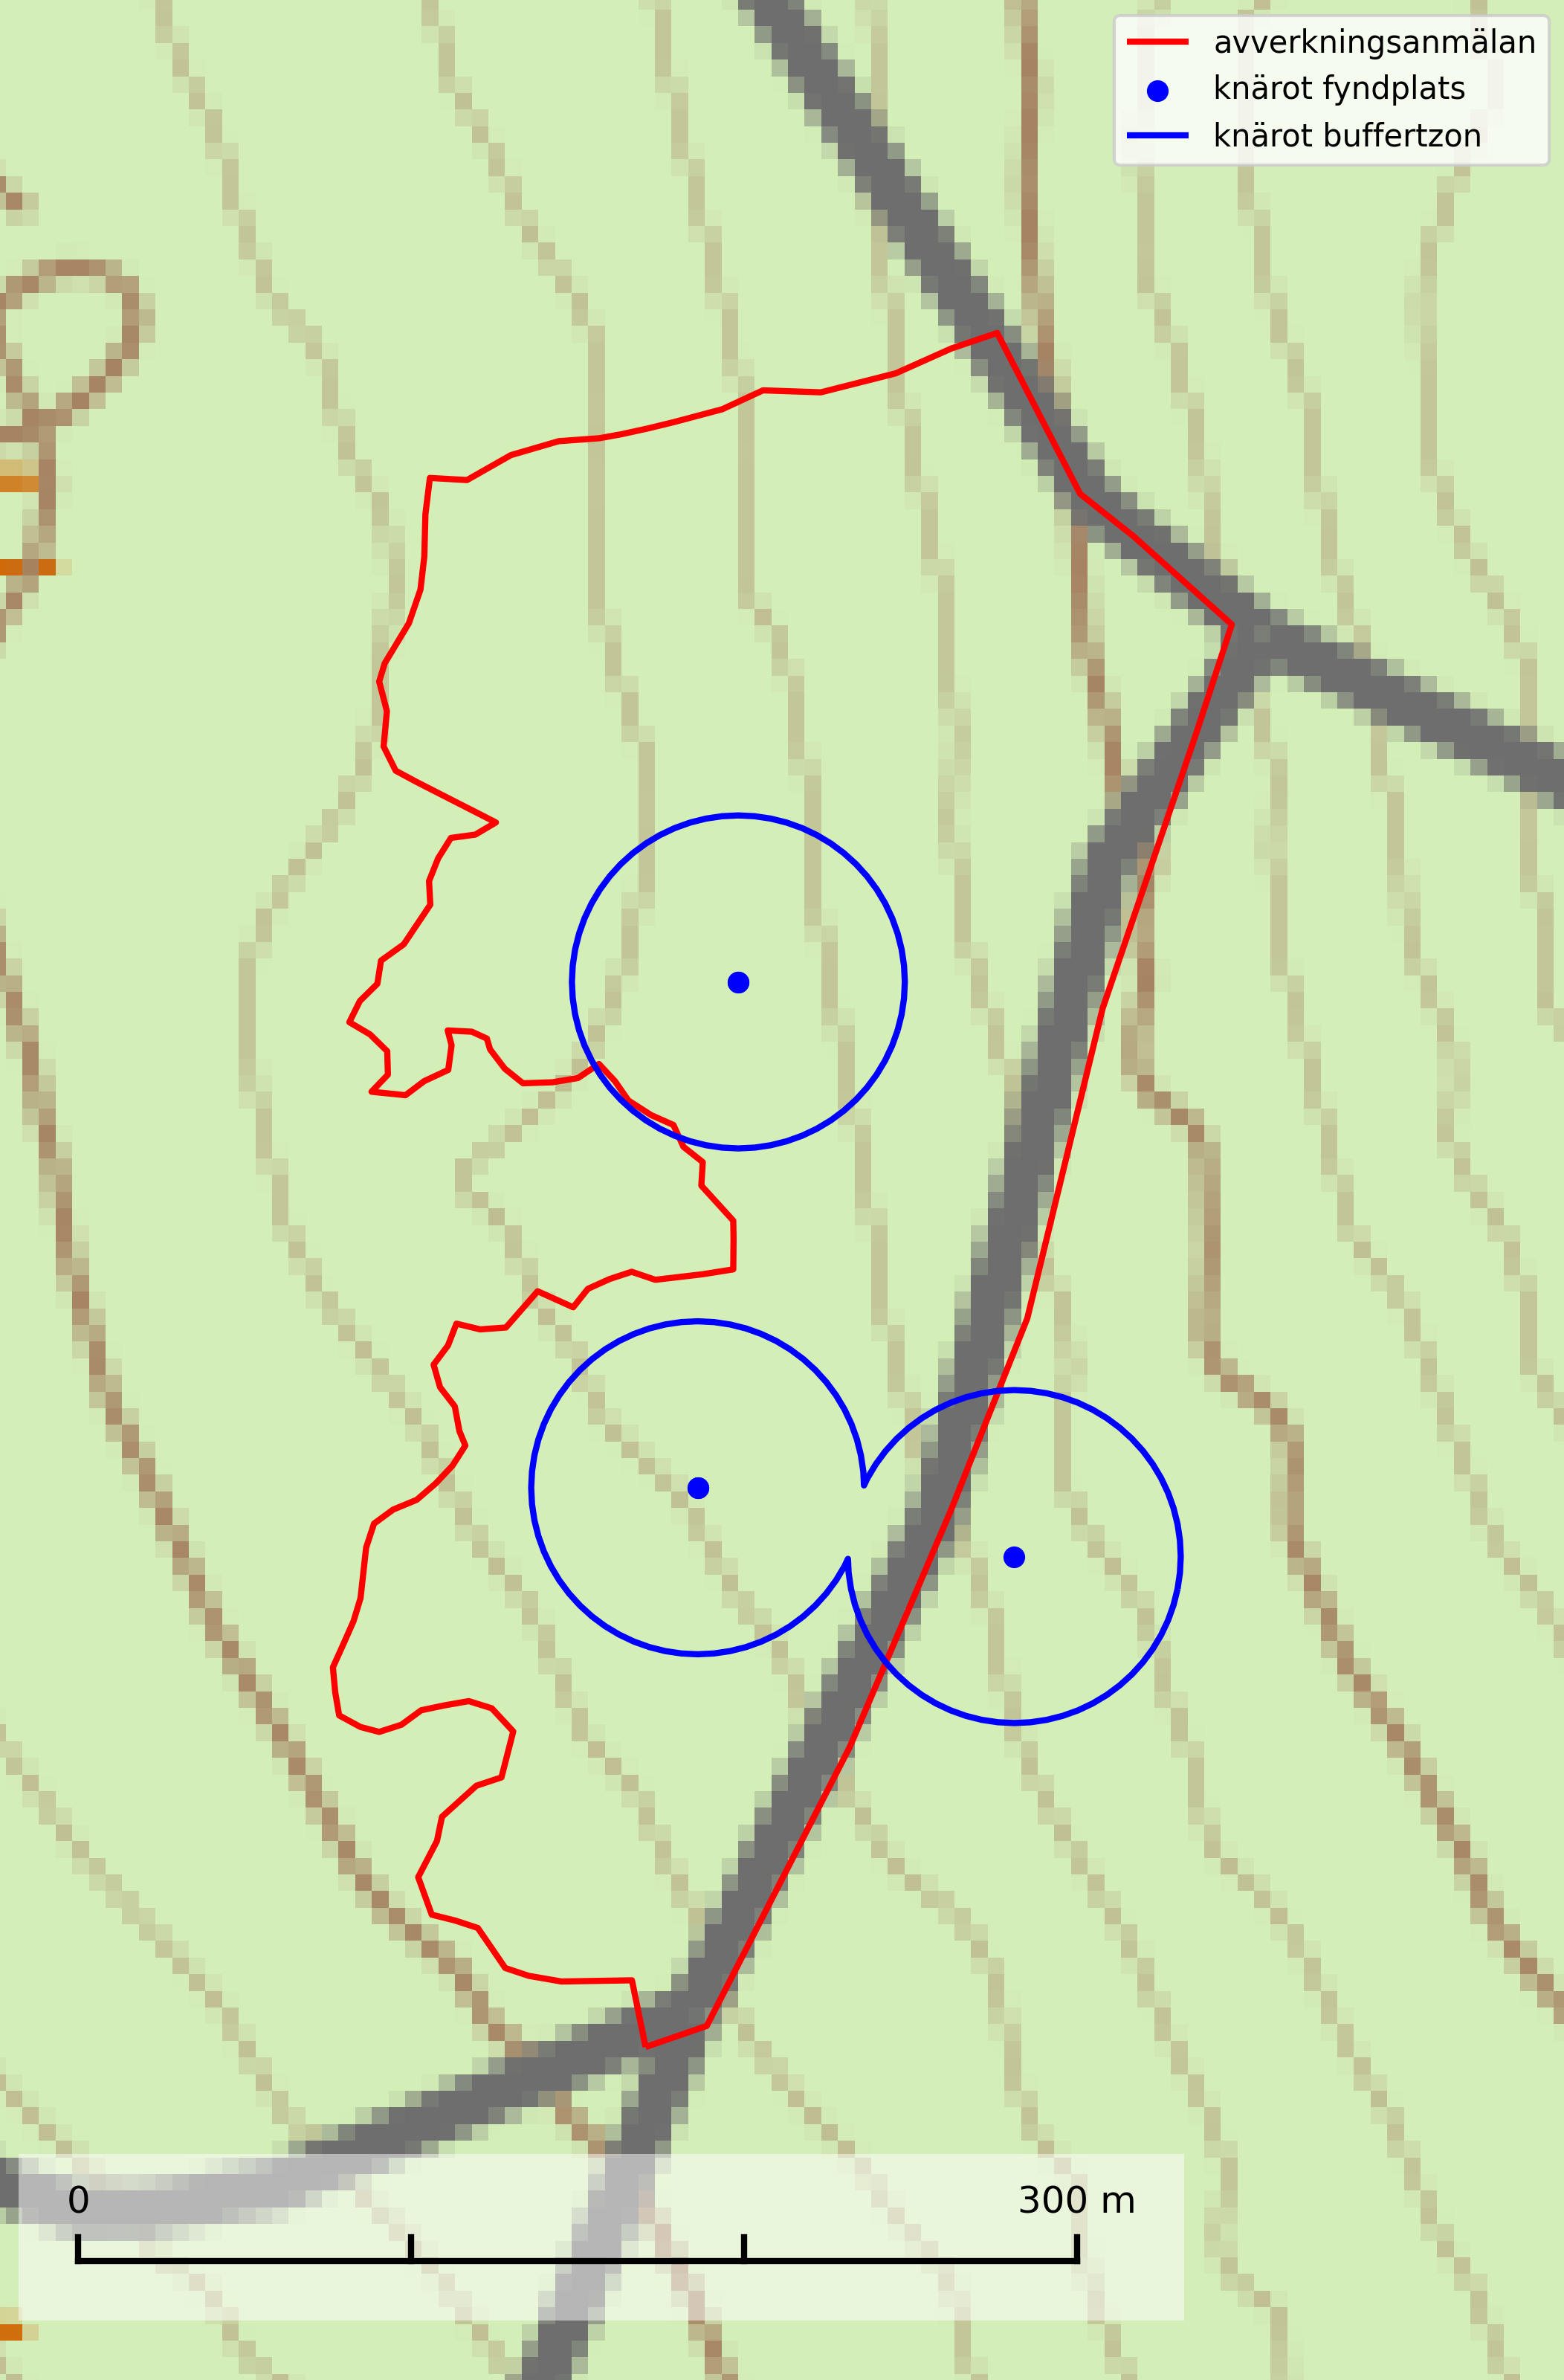 avverkningsanmälan
knärot fyndplats
knärot buffertzon
0 300 m